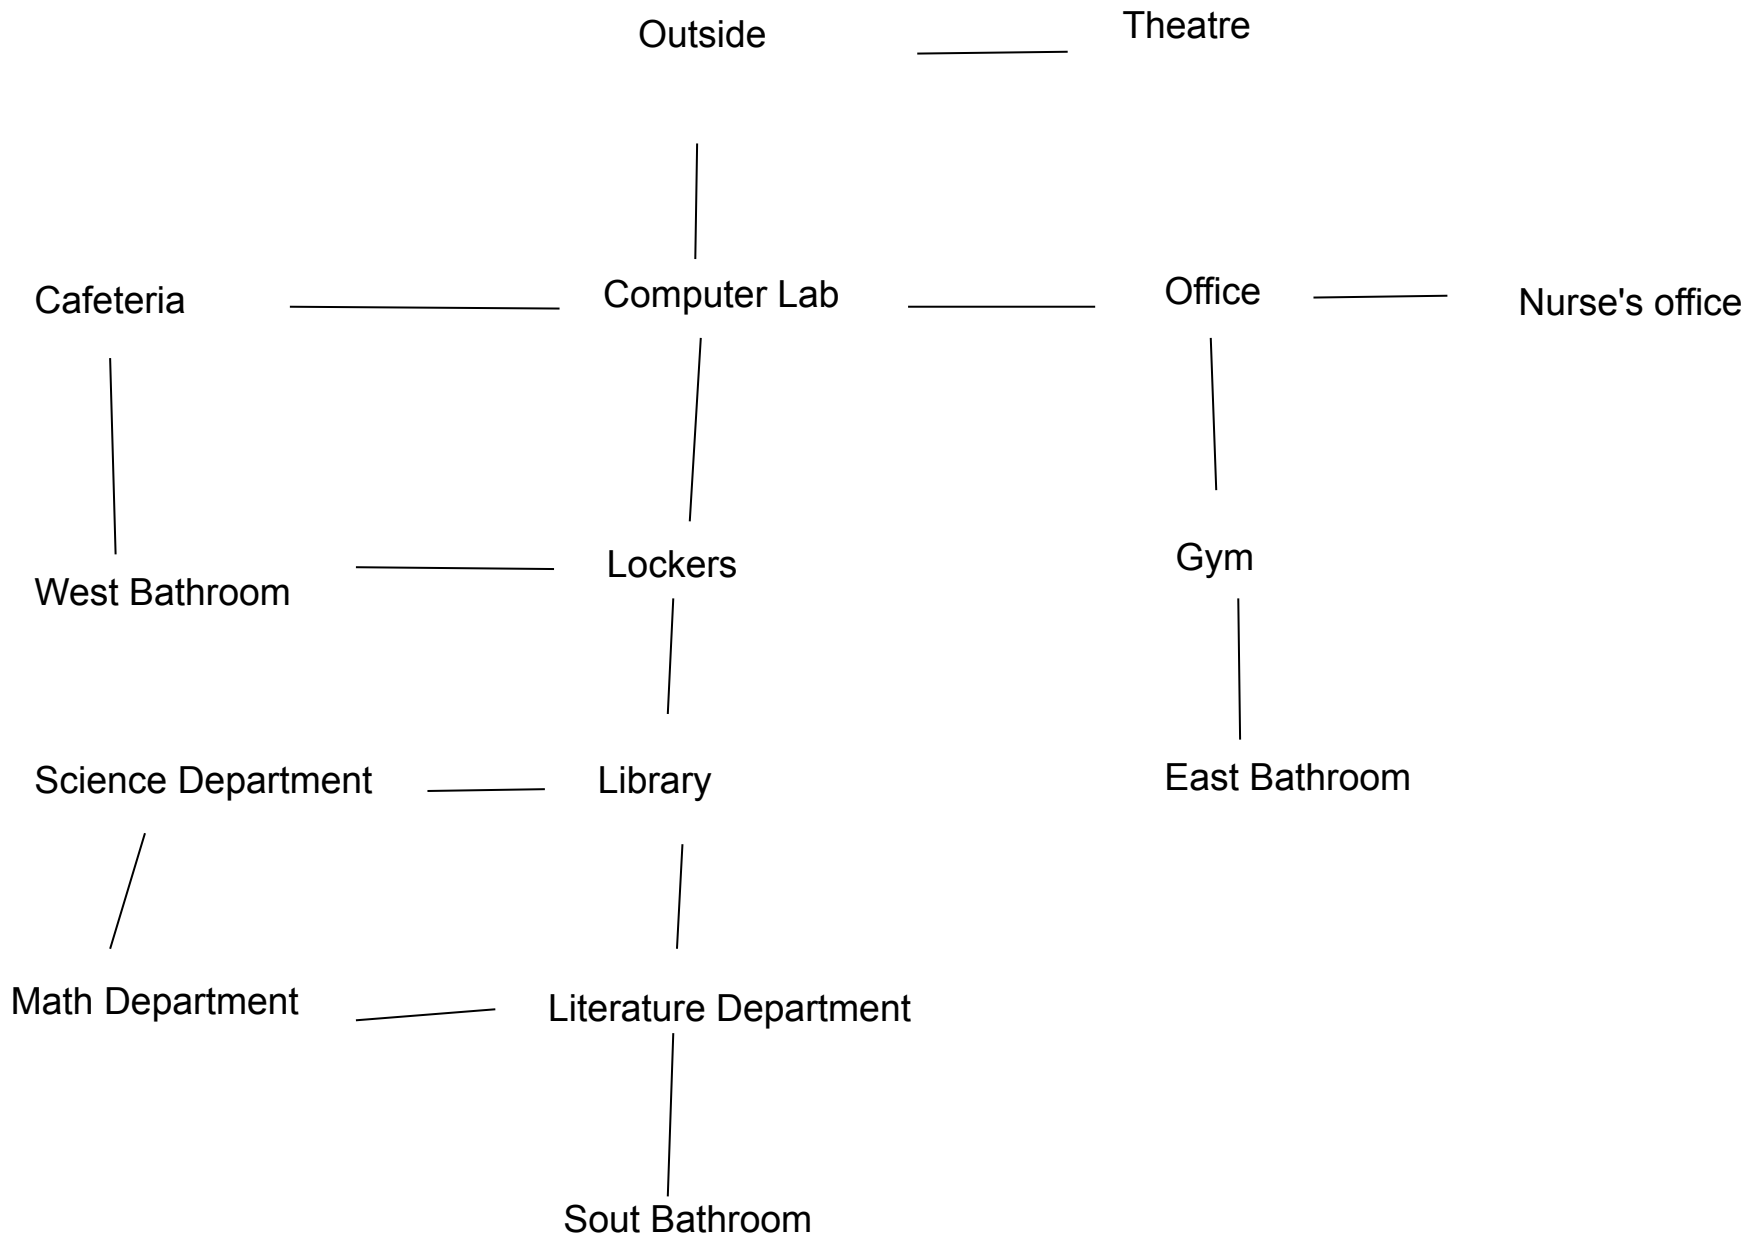 Outside
Theatre
Cafeteria
Computer Lab
Office
Nurse's office
West Bathroom
Lockers
Gym
Science Department
Library
East Bathroom
Math Department
Literature Department
Sout Bathroom